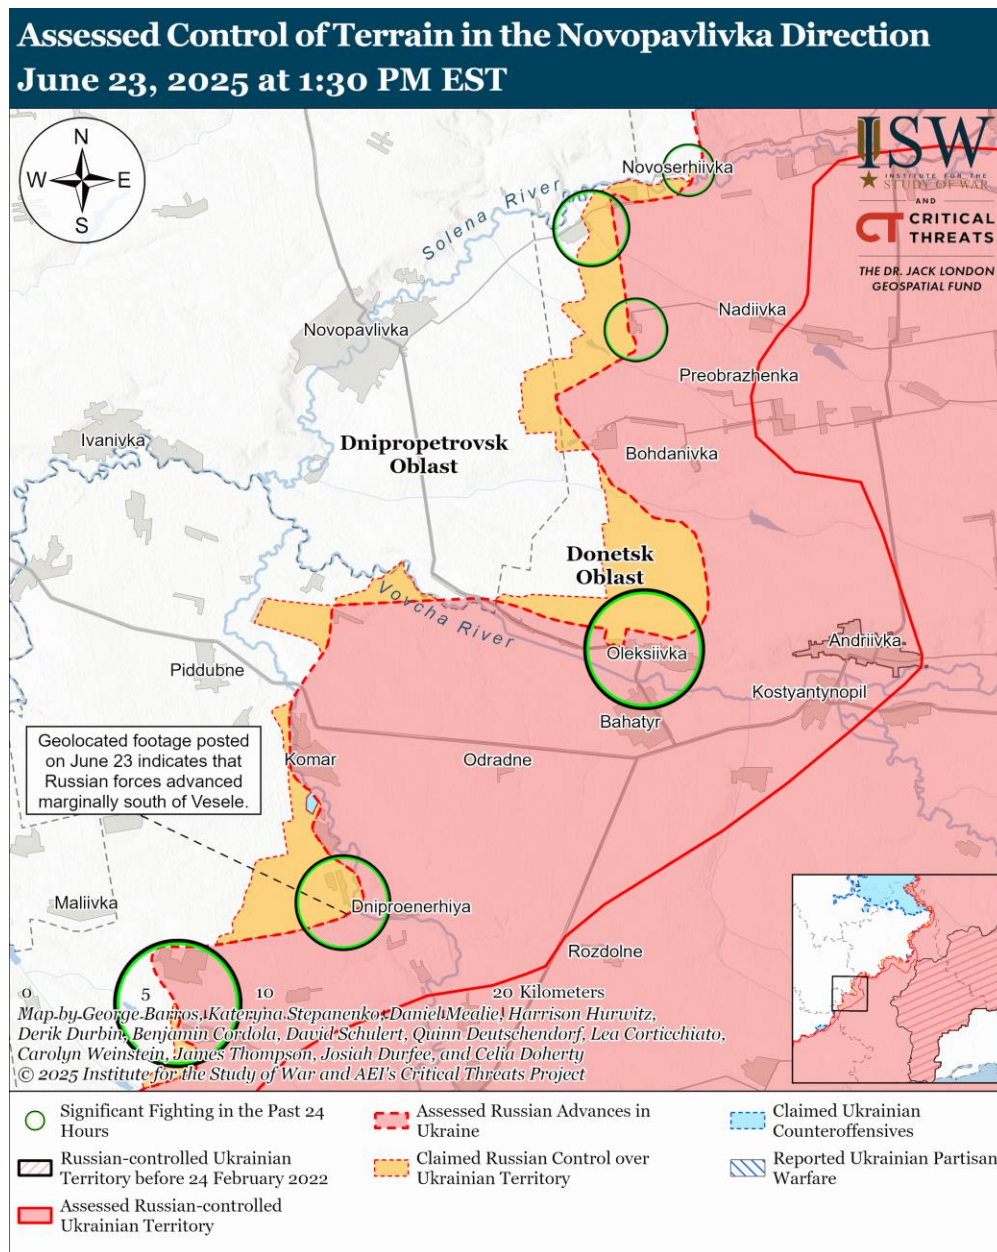 Assessed Control of Terrain in the Novopavlivka Direction
June 23, 2025 at 1:30 PM EST
N
W E
S
ISW
INSTITUTE FOR THE
STUDY OF WAR
AND
CT CRITICAL
THREATS
THE DR. JACK LONDON
GEOSPATIAL FUND
Novoserhiivka
Solena River
Nadiivka
Novopavlivka
Preobrazhenka
Ivanivka
Dnipropetrovsk
Oblast
Bohdanivka
Donetsk
Oblast
Vovcha River
Oleksiivka
Andriivka
Piddubne
Kostyantynopil
Bahatyr
Geolocated footage posted
on June 23 indicates that
Russian forces advanced
marginally south of Vesele.
Komar
Odradne
Maliivka
Dniproenerhiya
Rozdolne
0 5 10 20 Kilometers
Map by George Barros, Kateryna Stepanenko, Daniel Mealie, Harrison Hurwitz,
Derik Durbin, Benjamin Cordola, David Schulert, Quinn Deutschendorf, Lea Corticchiato,
Carolyn Weinstein, James Thompson, Josiah Durfee, and Celia Doherty
© 2025 Institute for the Study of War and AEI's Critical Threats Project
Significant Fighting in the Past 24
Hours
Russian-controlled Ukrainian
Territory before 24 February 2022
Assessed Russian-controlled
Ukrainian Territory
Assessed Russian Advances in
Ukraine
Claimed Russian Control over
Ukrainian Territory
Claimed Ukrainian
Counteroffensives
Reported Ukrainian Partisan
Warfare